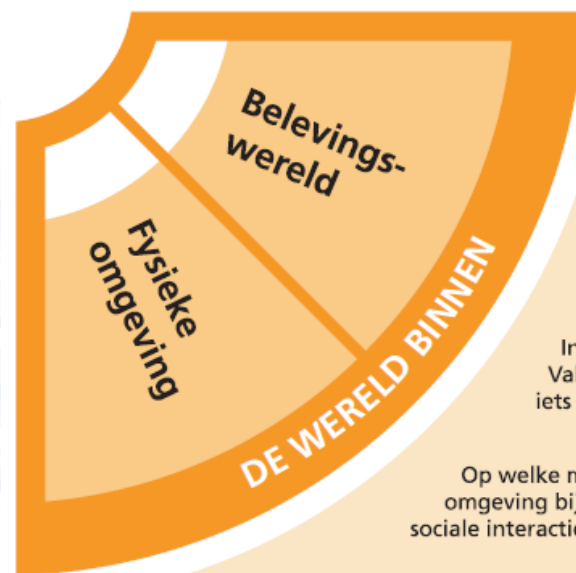 Belevings-
wereld
Fysieke
omgeving
DE WERELD BINNEN
In
Val
iets
Op welke
omgeving bij
sociale interactie